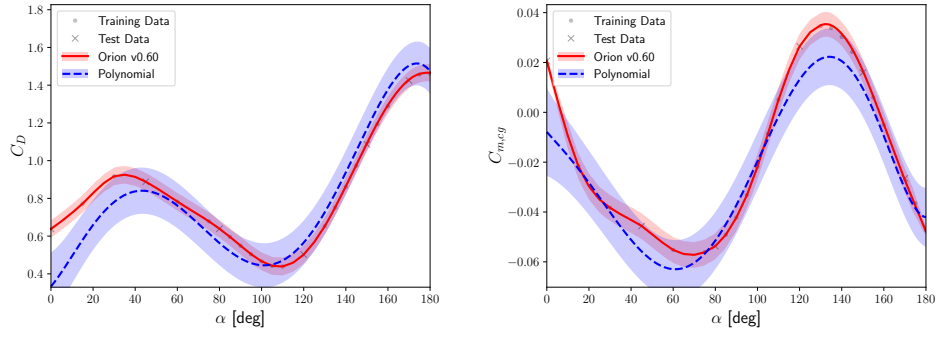 1.8
1.6
1.4
1.2
1.0
0.8
0.6
0.4
C_D
0 20 40 60 80 100 120 140 160 180
α [deg]
Training Data
Test Data
Orion v0.60
Polynomial
0.04
0.02
0.00
−0.02
−0.04
−0.06
C_{m,cg}
0 20 40 60 80 100 120 140 160 180
α [deg]
Training Data
Test Data
Orion v0.60
Polynomial